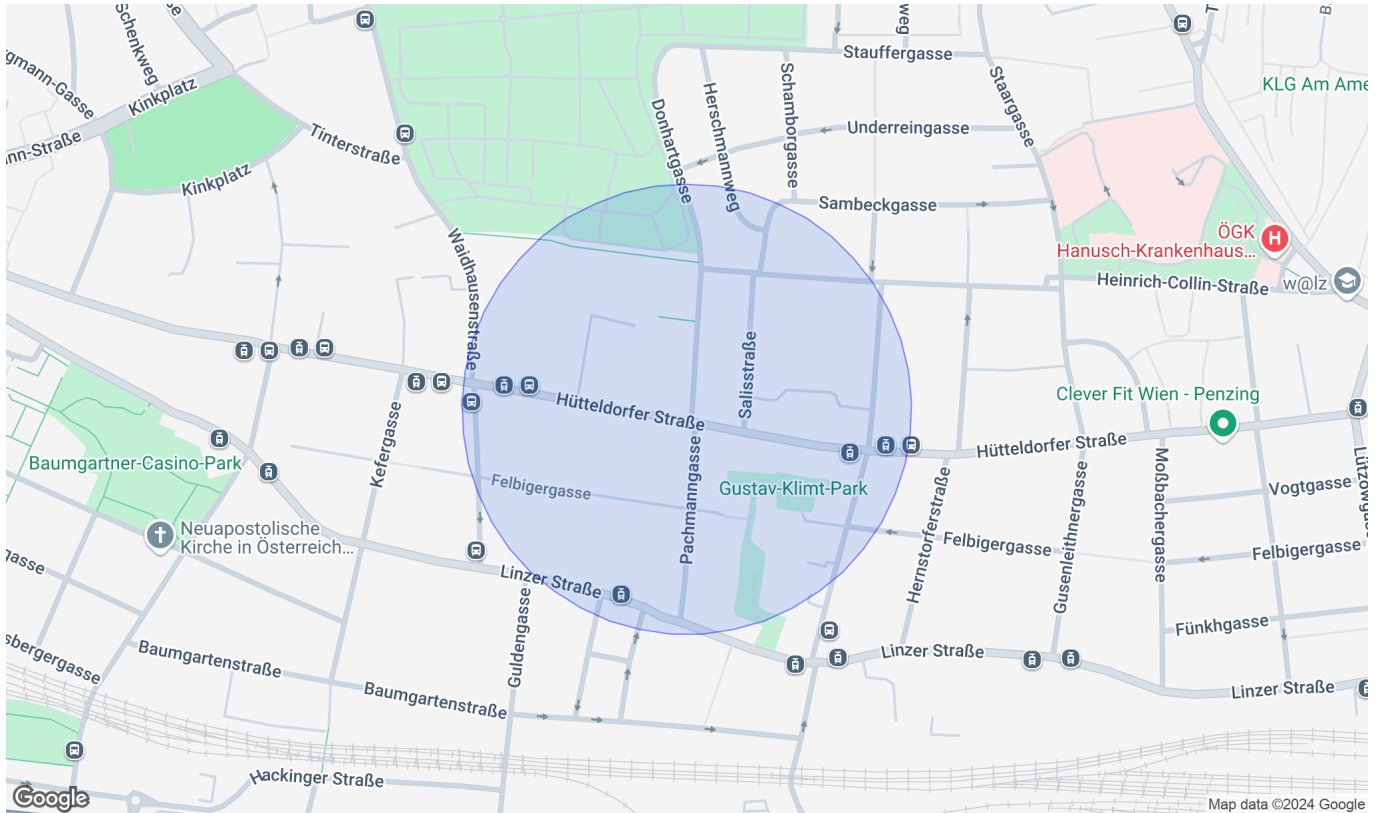 Schenkweg
weg
Stauffergasse
Staargasse
KLG Am Ame
Kinkplatz
Schamborgasse
Herschmannweg
Donhartgasse
Underreingasse
Tinterstraße
Kinkplatz
Sambeckgasse
ÖGK
Hanusch-Krankenhaus...
Waidhausenstraße
Heinrich-Collin-Straße
w@lz
Salisstraße
Clever Fit Wien - Penzing
Hütteldorfer Straße
Hütteldorfer Straße
Kefergasse
Baumgartner-Casino-Park
Pachmanngasse
Gustav-Klimt-Park
Felbigergasse
Moßbachergasse
Gusenleithnergasse
Vogtgasse
Neuapostolische
Kirche in Österreich...
Hernstorferstraße
Felbigergasse
Felbigergasse
Linzer Straße
Guldengasse
Fünkhgasse
Baumgartenstraße
Linzer Straße
Baumgartenstraße
Linzer Straße
Hackinger Straße
Google
Map data ©2024 Google